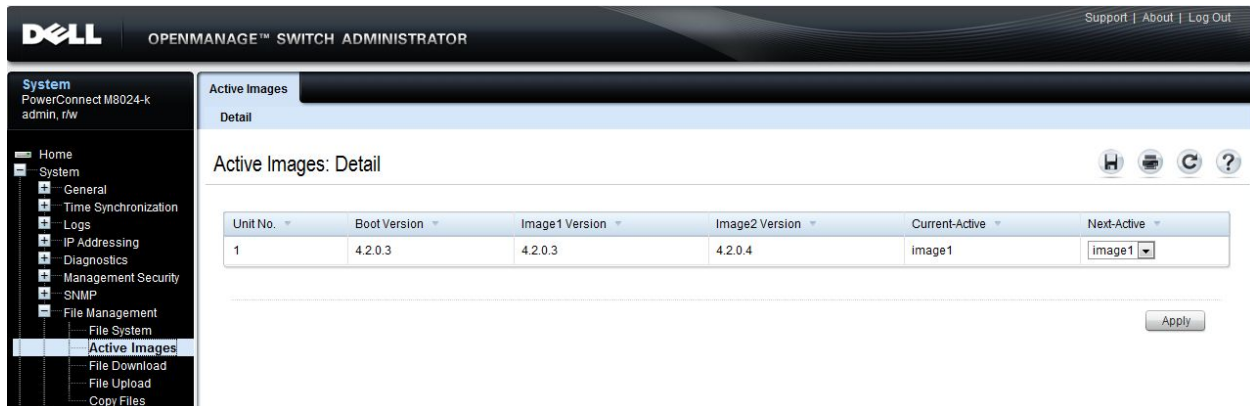 Support | About | Log Out
DELL
OPENMANAGE™ SWITCH ADMINISTRATOR
System
PowerConnect M8024-k
admin, r/w
Home
System
General
Time Synchronization
Logs
IP Addressing
Diagnostics
Management Security
SNMP
File Management
File System
Active Images
File Download
File Upload
Copy Files
Active Images
Detail
Active Images: Detail
Unit No. Boot Version Image1 Version Image2 Version Current-Active Next-Active
1 4.2.0.3 4.2.0.3 4.2.0.4 image1 image1
Apply